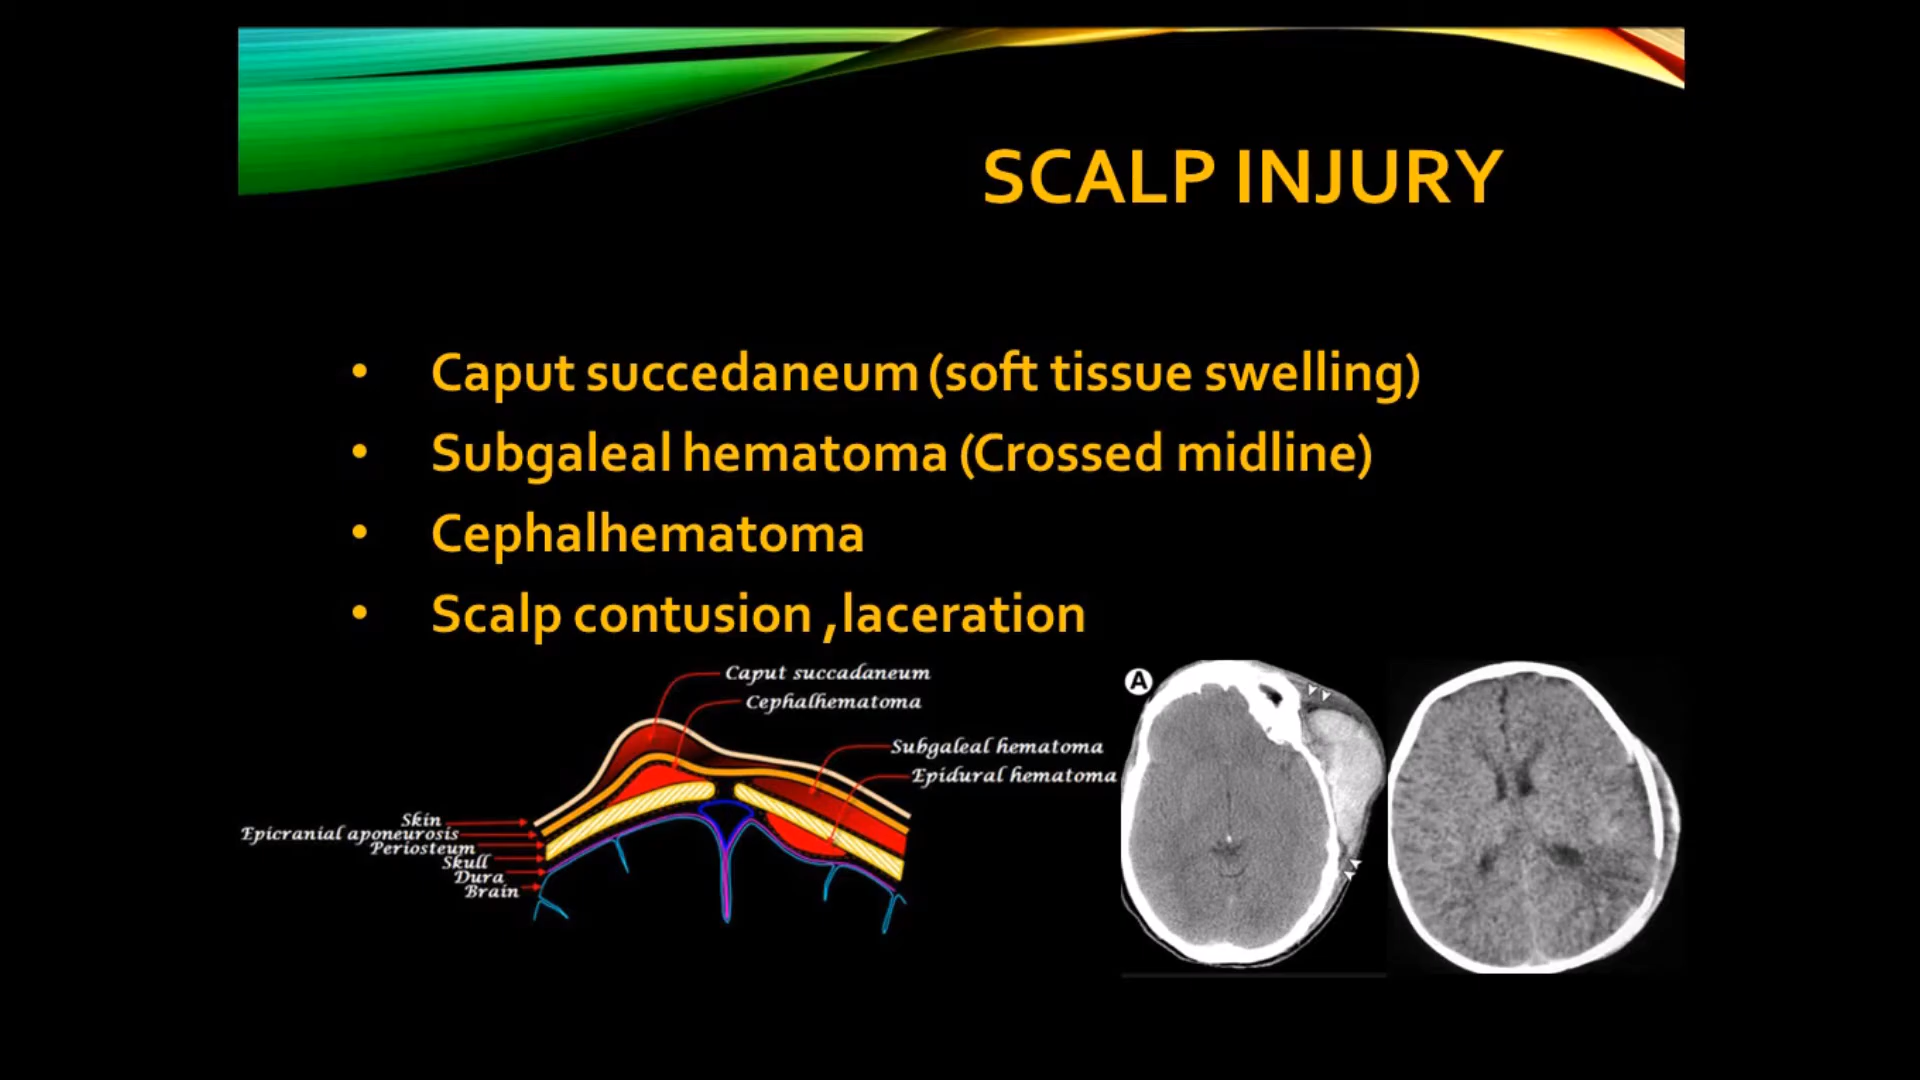 SCALP INJURY
• Caput succedaneum (soft tissue swelling)
• Subgaleal hematoma (Crossed midline)
• Cephalhematoma
• Scalp contusion ,laceration
Caput succadaneum
Cephalhematoma
Subgaleal hematoma
Epidural hematoma
Skin
Epicranial aponeurosis
Periosteum
Skull
Dura
Brain
A